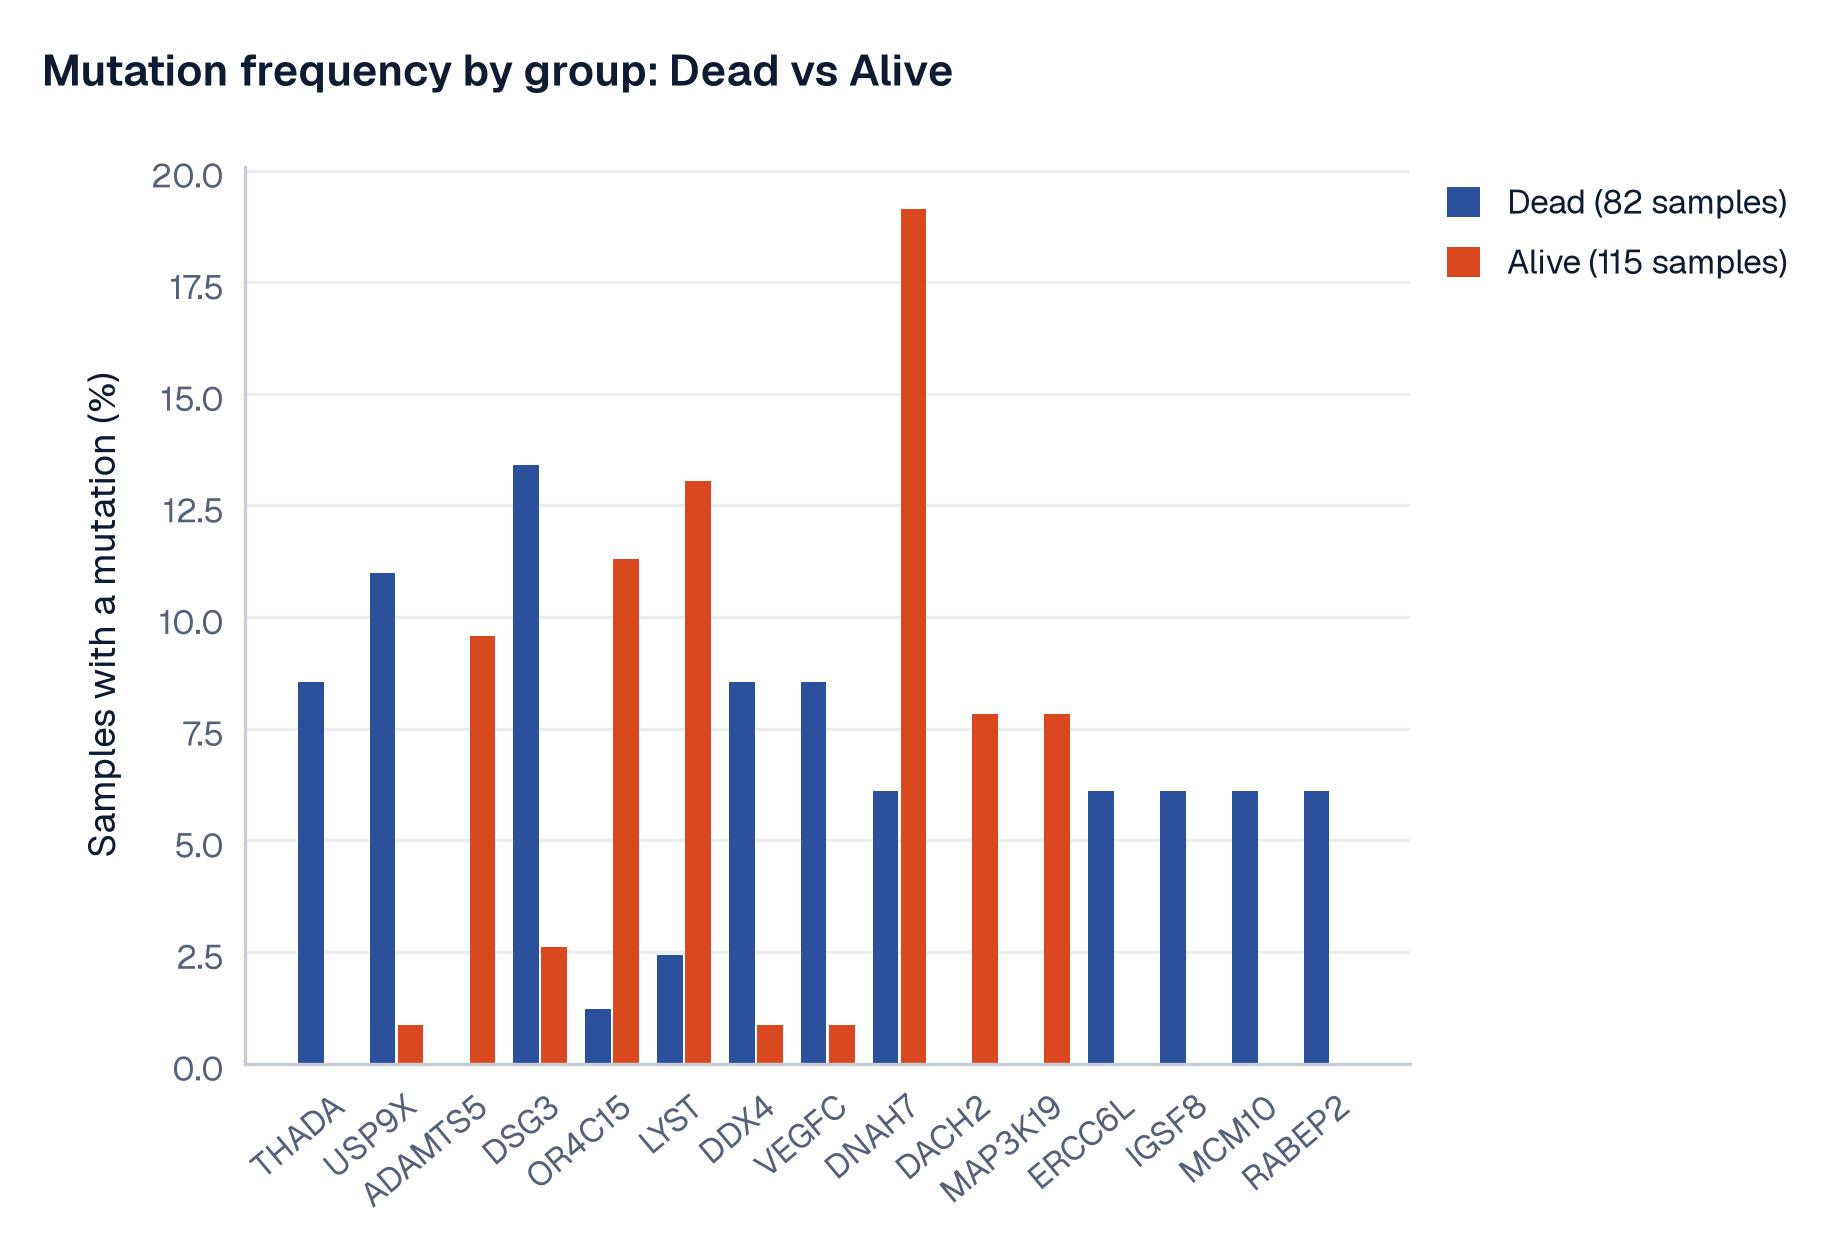 Mutation frequency by group: Dead vs Alive
Dead (82 samples)
Alive (115 samples)
Samples with a mutation (%)
20.0
17.5
15.0
12.5
10.0
7.5
5.0
2.5
0.0
THADA
USP9X
ADAMTS5
DSG3
OR4C15
LYST
DDX4
VEGFC
DNAH7
DACH2
MAP3K19
ERCC6L
IGSF8
MCM10
RABEP2